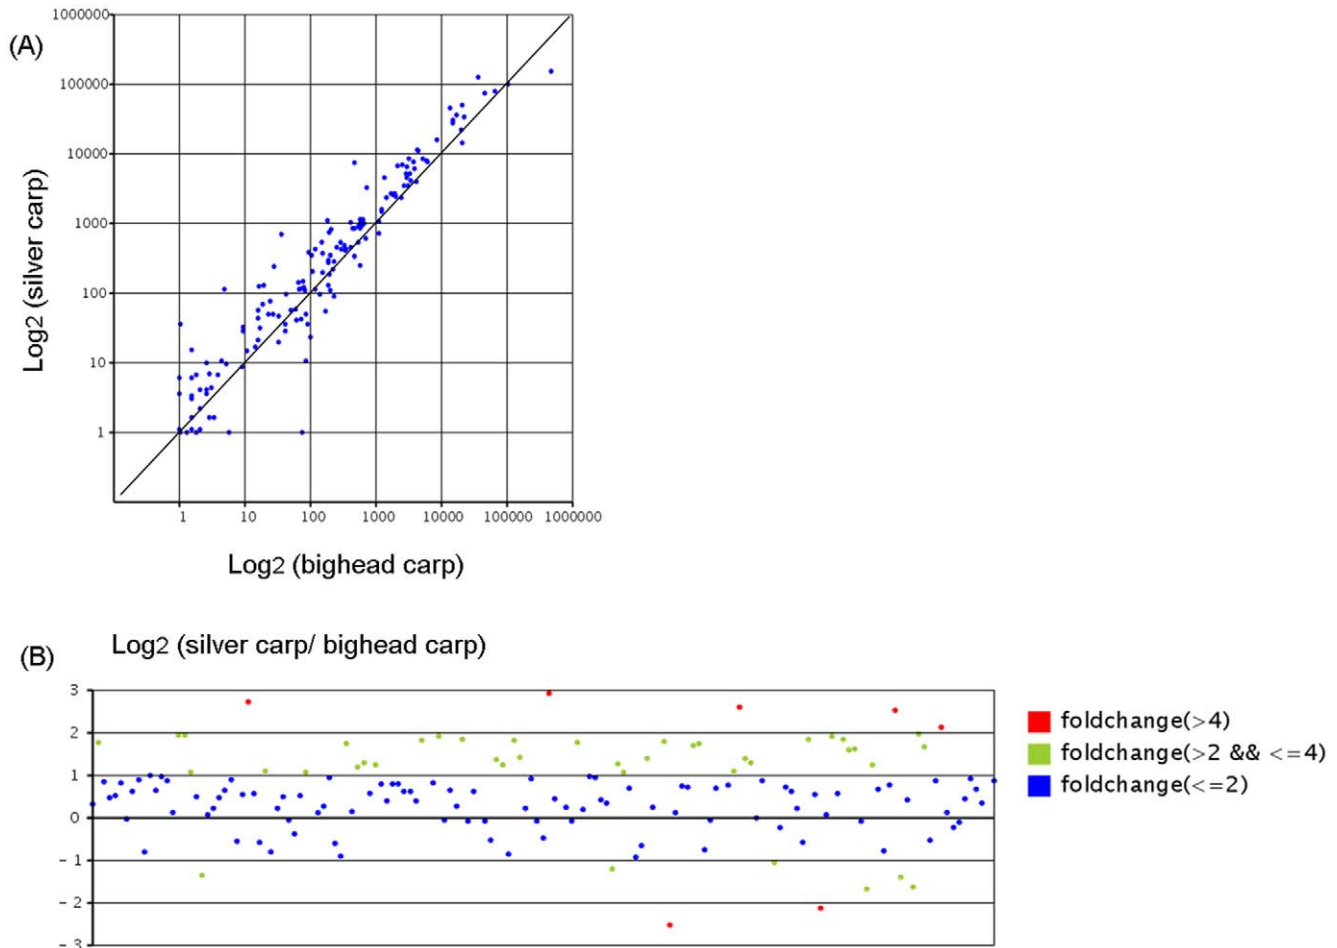 (A)
1000000
100000
10000
1000
100
10
1
Log2 (silver carp)
1 10 100 1000 10000 100000 1000000
Log2 (bighead carp)
(B)
Log2 (silver carp/ bighead carp)
3
2
1
0
- 1
- 2
- 3
foldchange(>4)
foldchange(>2 && <=4)
foldchange(<=2)